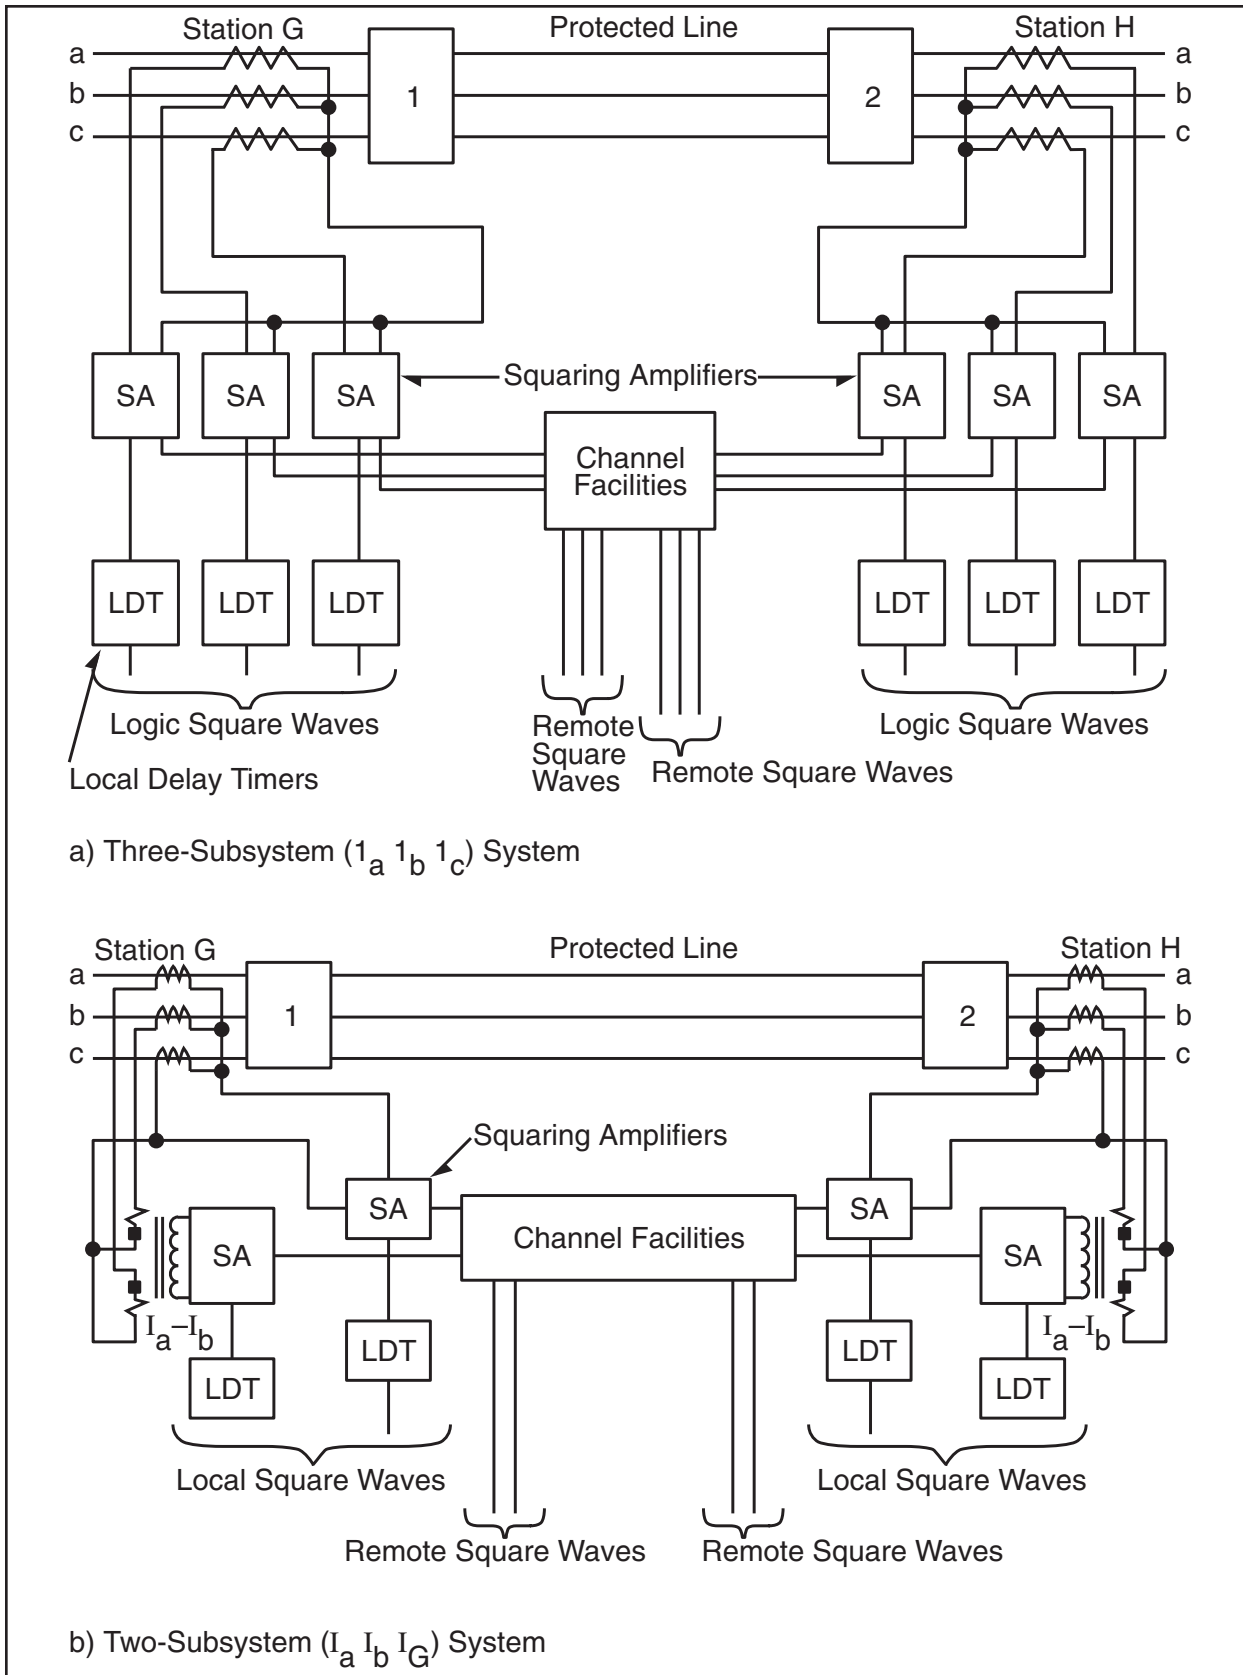 Station G Protected Line Station H
a a
b 1 2 b
c c
SA SA SA Squaring Amplifiers SA SA SA
Channel
Facilities
LDT LDT LDT LDT LDT LDT
Logic Square Waves Logic Square Waves
Remote
Square
Waves
Remote Square Waves
Local Delay Timers
a) Three-Subsystem (1a 1b 1c) System
Station G Protected Line Station H
a a
b 1 2 b
c c
Squaring Amplifiers
SA SA
SA Channel Facilities SA
Ia–Ib Ia–Ib
LDT LDT
LDT LDT
Local Square Waves Local Square Waves
Remote Square Waves Remote Square Waves
b) Two-Subsystem (Ia Ib IG) System